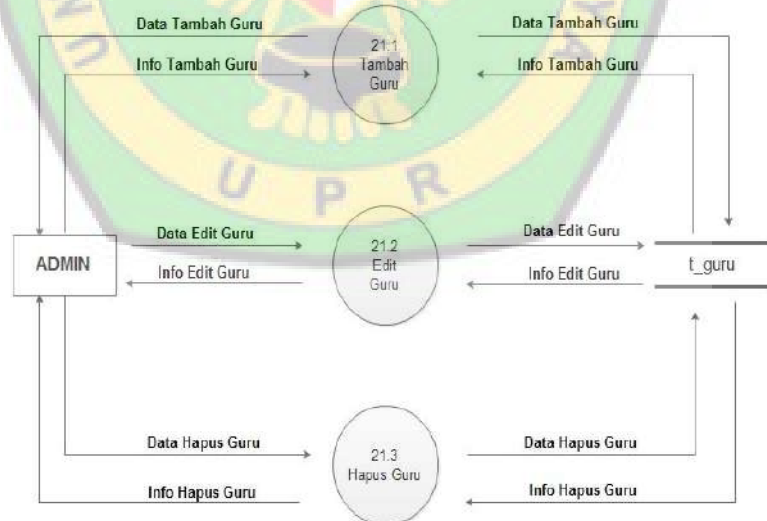 Data Tambah Guru
Data Tambah Guru
21.1
Tambah
Guru
Info Tambah Guru
Info Tambah Guru
U P R
Data Edit Guru
Data Edit Guru
21.2
Edit
Guru
ADMIN
t_guru
Info Edit Guru
Info Edit Guru
Data Hapus Guru
Data Hapus Guru
21.3
Hapus Guru
Info Hapus Guru
Info Hapus Guru